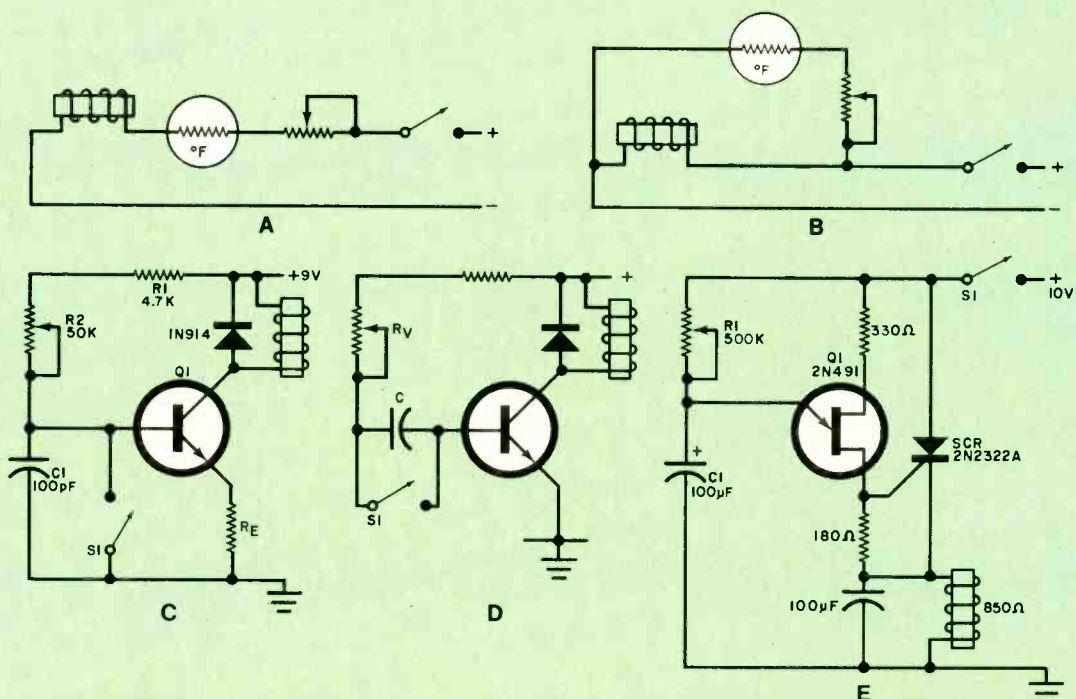 °F
+
−
A
°F
+
−
B
R1
4.7K
+9V
R2
50K
1N914
Q1
C1
100pF
S1
RE
C
+
RV
C
S1
D
S1
+
10V
R1
500K
330Ω
Q1
2N491
SCR
2N2322A
+
C1
100µF
180Ω
100µF
850Ω
E